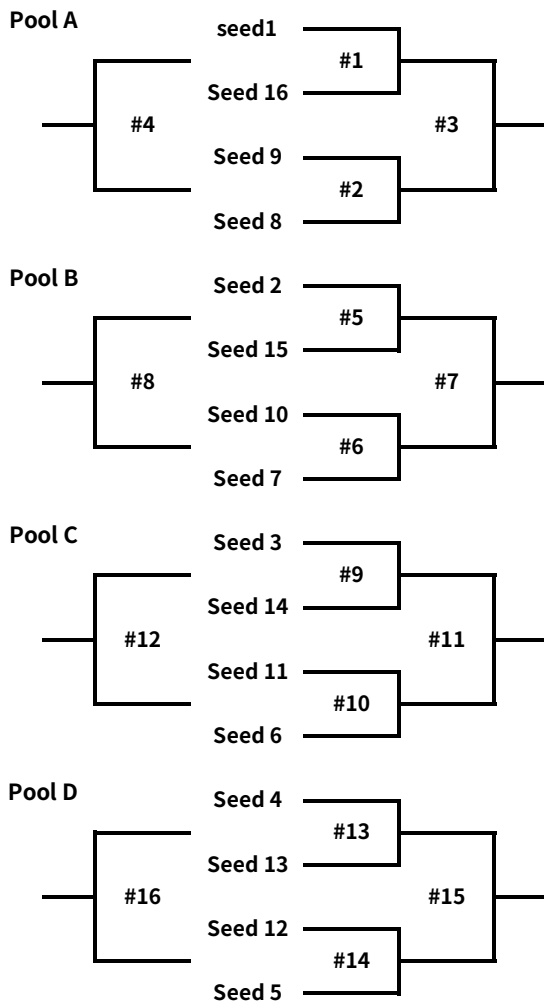 Pool A
seed1
#1
Seed 16
#4
#3
Seed 9
#2
Seed 8
Pool B
Seed 2
#5
Seed 15
#8
#7
Seed 10
#6
Seed 7
Pool C
Seed 3
#9
Seed 14
#12
#11
Seed 11
#10
Seed 6
Pool D
Seed 4
#13
Seed 13
#16
#15
Seed 12
#14
Seed 5